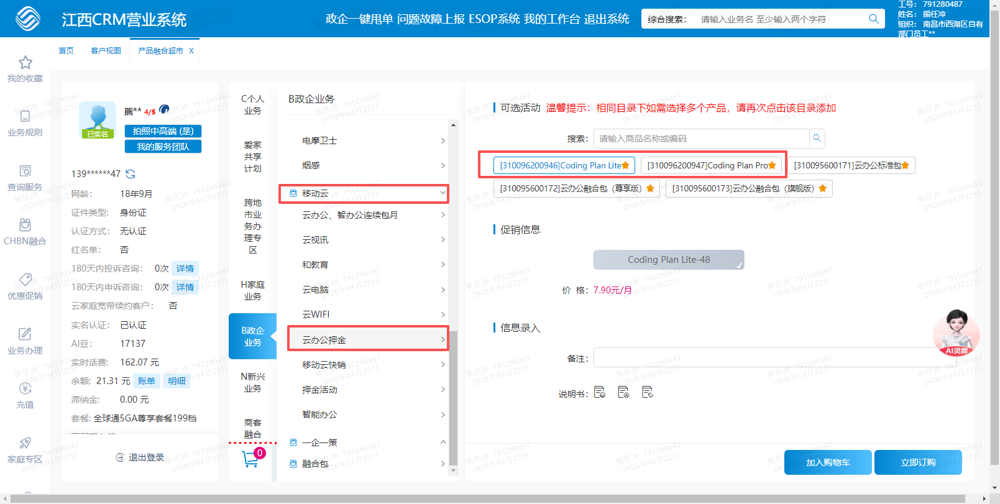 江西CRM营业系统
政企一键甩单 问题故障上报 ESOP系统 我的工作台 退出系统
综合搜索： 请输入业务名 至少输入两个字符
工号： 791280487
姓名： 熊任冲
组织： 南昌市西湖区自有
部门员工**
首页 客户视图 产品融合超市 X
我的收藏
业务规则
查询服务
CHBN融合
优惠促销
业务办理
充值
家庭专区
已实名
熊** 4/5
拍照中高端 (是)
我的服务团队
139******47
网龄： 18年9月
证件类型： 身份证
认证方式： 无认证
红名单： 否
180天内投诉咨询： 0次 详情
180天内申诉咨询： 0次 详情
云家庭宽带续约客户： 否
实名认证： 已认证
AI豆： 17137
实时话费： 162.07 元
余额: 21.31 元 账单 明细
滞纳金: 0.00 元
套餐: 全球通5GA尊享套餐199档
退出登录
C个人
业务
爱家
共享
计划
跨地
市业
务办
理专
区
H家庭
业务
B政企
业务
N新兴
业务
商客
融合
0
B政企业务
电摩卫士
烟感
移动云
云办公、智办公连续包月
云视讯
和教育
云电脑
云WIFI
云办公押金
移动云快销
押金活动
智能办公
一企一策
融合包
可选活动 温馨提示：相同目录下如需选择多个产品，请再次点击该目录添加
搜索： 请输入商品名称或编码
[310096200946]Coding Plan Lite [310096200947]Coding Plan Pro [310095600171]云办公标准包
[310095600172]云办公融合包（尊享版） [310095600173]云办公融合包（旗舰版）
促销信息
Coding Plan Lite-48
价 格: 7.90元/月
信息录入
备注：
说明书：
AI灵犀
加入购物车 立即订购
熊任冲 791280487
2026年04月22日